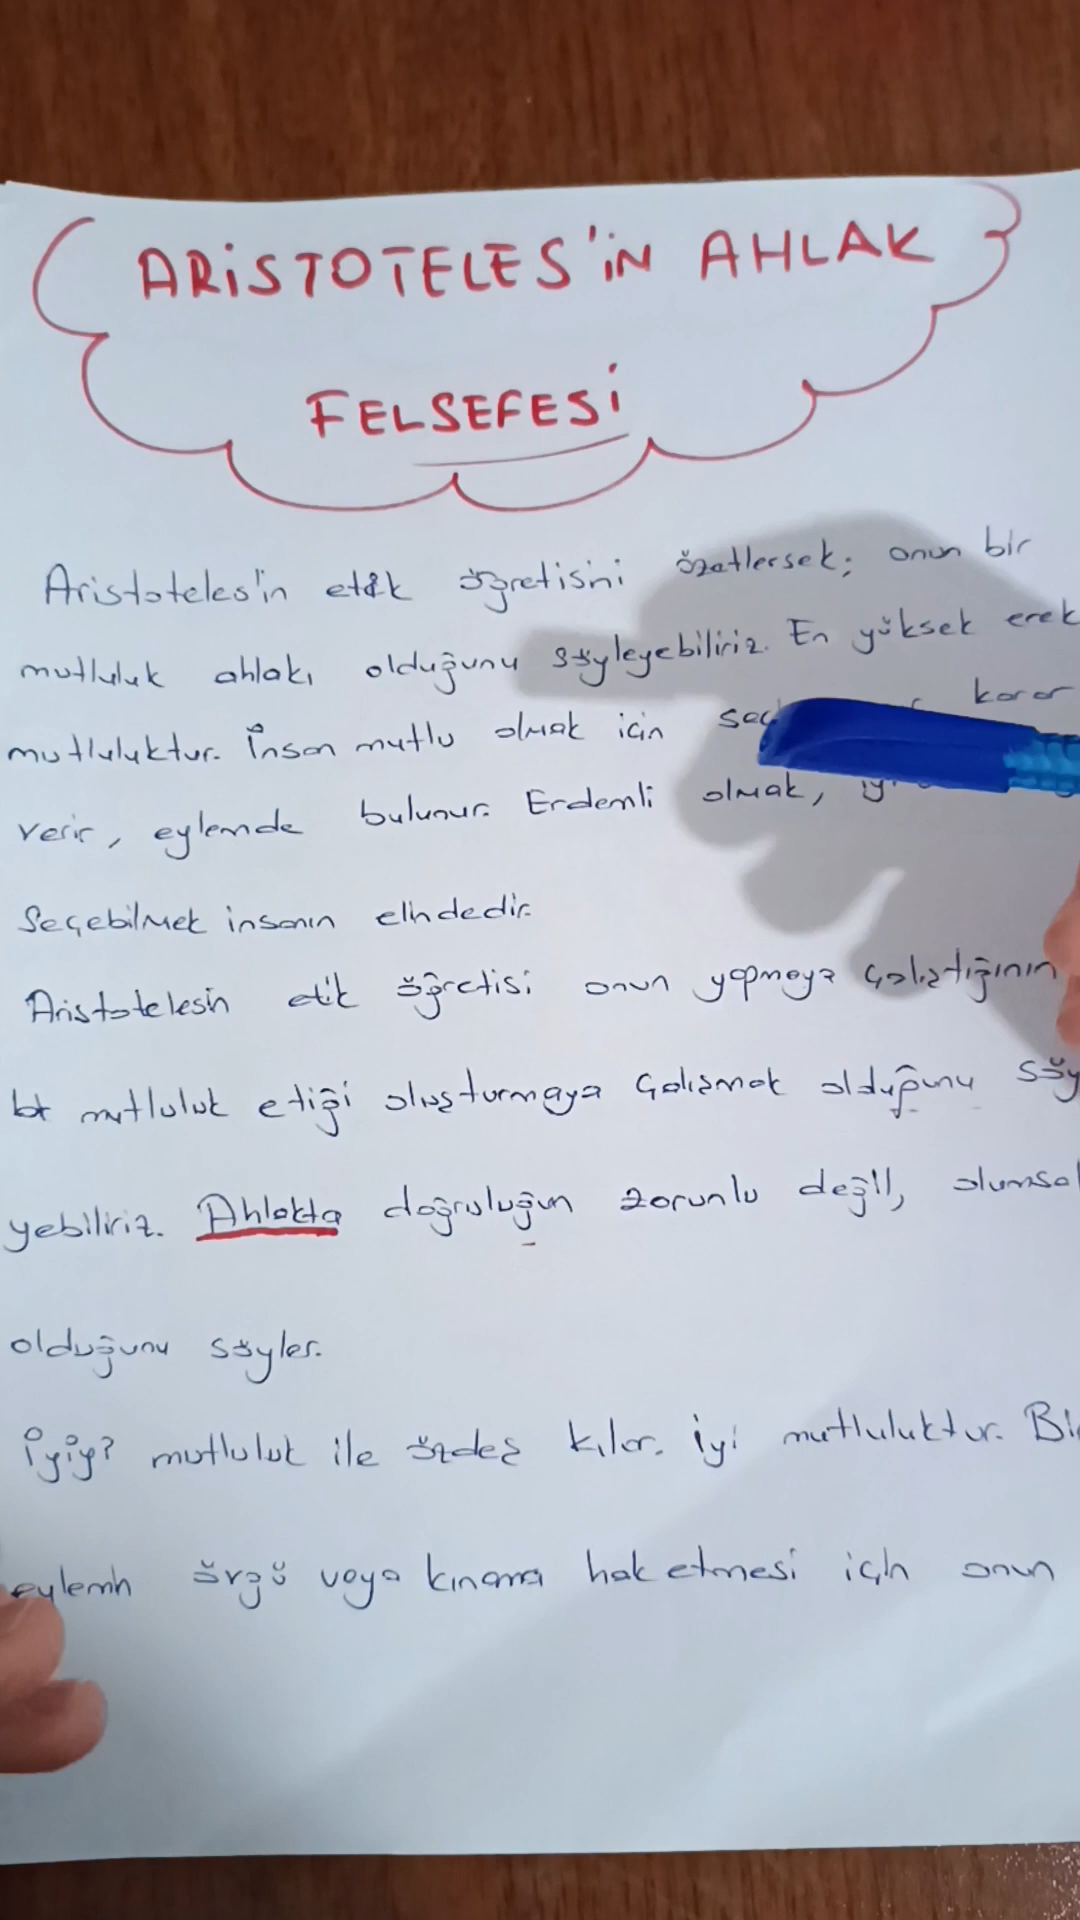 ARİSTOTELES'İN AHLAK
FELSEFESİ
Aristoteles'in etik öğretisini özetlersek; onun bir
mutluluk ahlakı olduğunu söyleyebiliriz. En yüksek erek
mutluluktur. İnsan mutlu olmak için karar
verir, eylemde bulunur. Erdemli olmak,
Seçebilmek insanın elindedir.
Aristotelesin etik öğretisi onun yapmaya çalıştığının
bir mutluluk etiği oluşturmaya çalışmak olduğunu söy
yebiliriz. Ahlakta doğruluğun zorunlu değil, olumsal
olduğunu söyler.
İyiyi mutluluk ile özdeş kılar. İyi mutluluktur. Bi
eylemin övgü veya kınama hak etmesi için onun